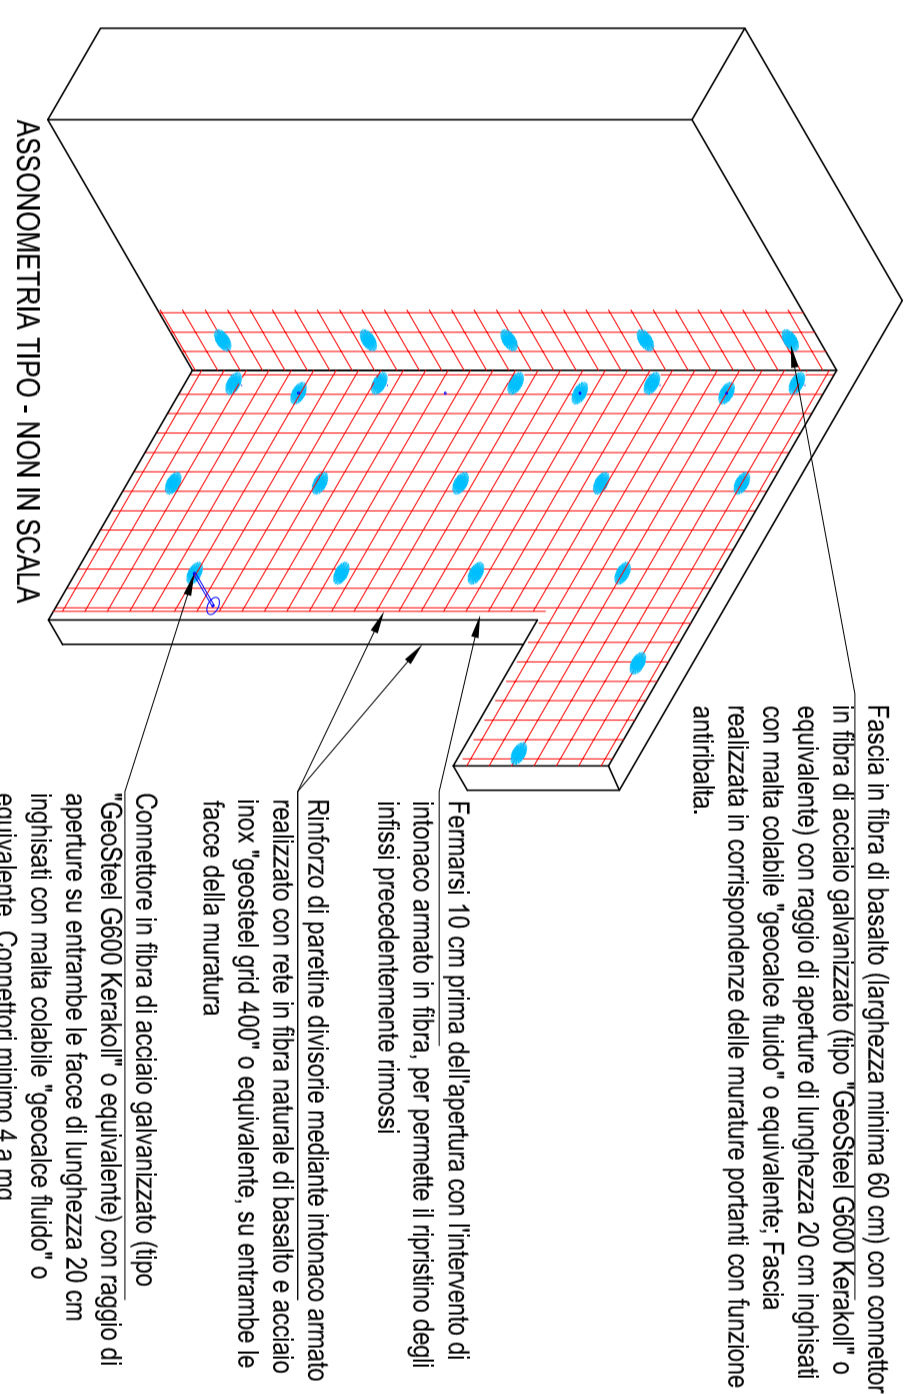 Fascia in fibra di basalto (larghezza minima 60 cm) con connettor
in fibra di acciaio galvanizzato (tipo "GeoSteel G600 Kerakoll" o
equivalente) con raggio di aperture di lunghezza 20 cm inghisati
con malta colabile "geocalce fluido" o equivalente; Fascia
realizzata in corrispondenze delle murature portanti con funzione
antiribalta.
Fermarsi 10 cm prima dell'apertura con l'intervento di
intonaco armato in fibra, per permette il ripristino degli
infissi precedentemente rimossi
Rinforzo di paretine divisorie mediante intonaco armato
realizzato con rete in fibra naturale di basalto e acciaio
inox "geosteel grid 400" o equivalente, su entrambe le
facce della muratura
Connettore in fibra di acciaio galvanizzato (tipo
"GeoSteel G600 Kerakoll" o equivalente) con raggio di
aperture su entrambe le facce di lunghezza 20 cm
inghisati con malta colabile "geocalce fluido" o
equivalente. Connettori minimo 4 a mq
ASSONOMETRIA TIPO - NON IN SCALA